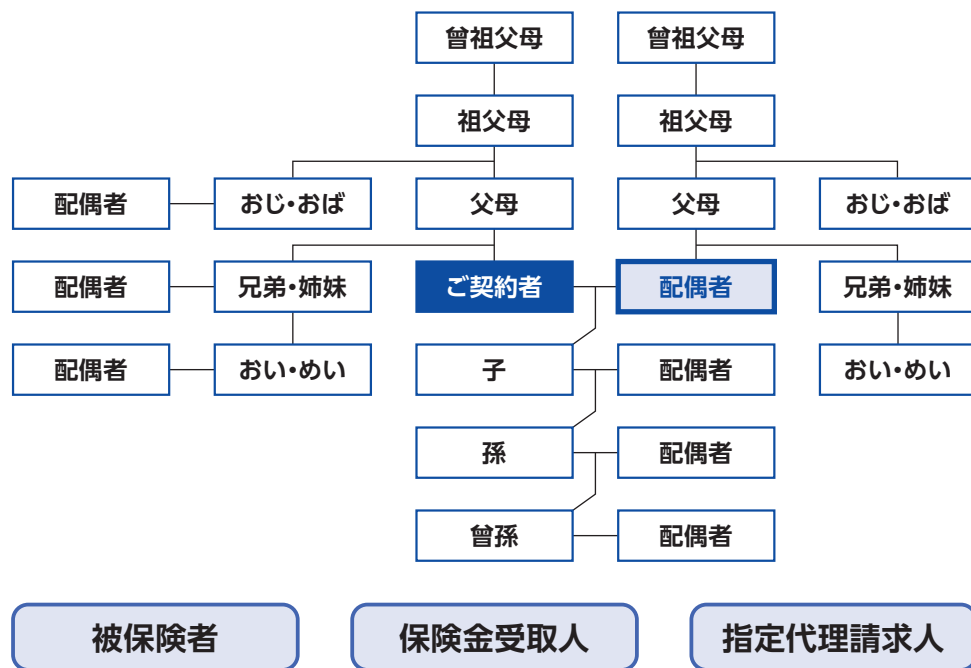 曾祖父母
曾祖父母
祖父母
祖父母
配偶者
おじ・おば
父母
父母
おじ・おば
配偶者
兄弟・姉妹
ご契約者
配偶者
兄弟・姉妹
配偶者
おい・めい
子
配偶者
おい・めい
孫
配偶者
曾孫
配偶者
被保険者
保険金受取人
指定代理請求人